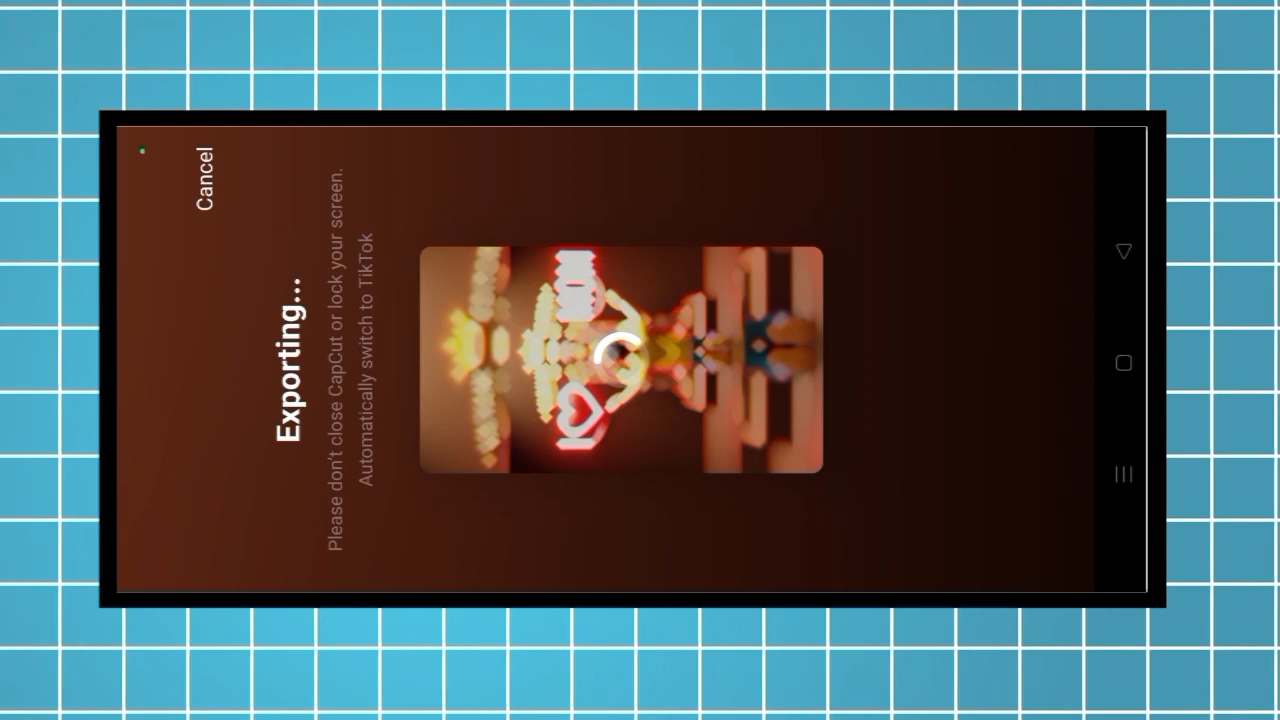 Cancel
Exporting...
Please don't close CapCut or lock your screen.
Automatically switch to TikTok